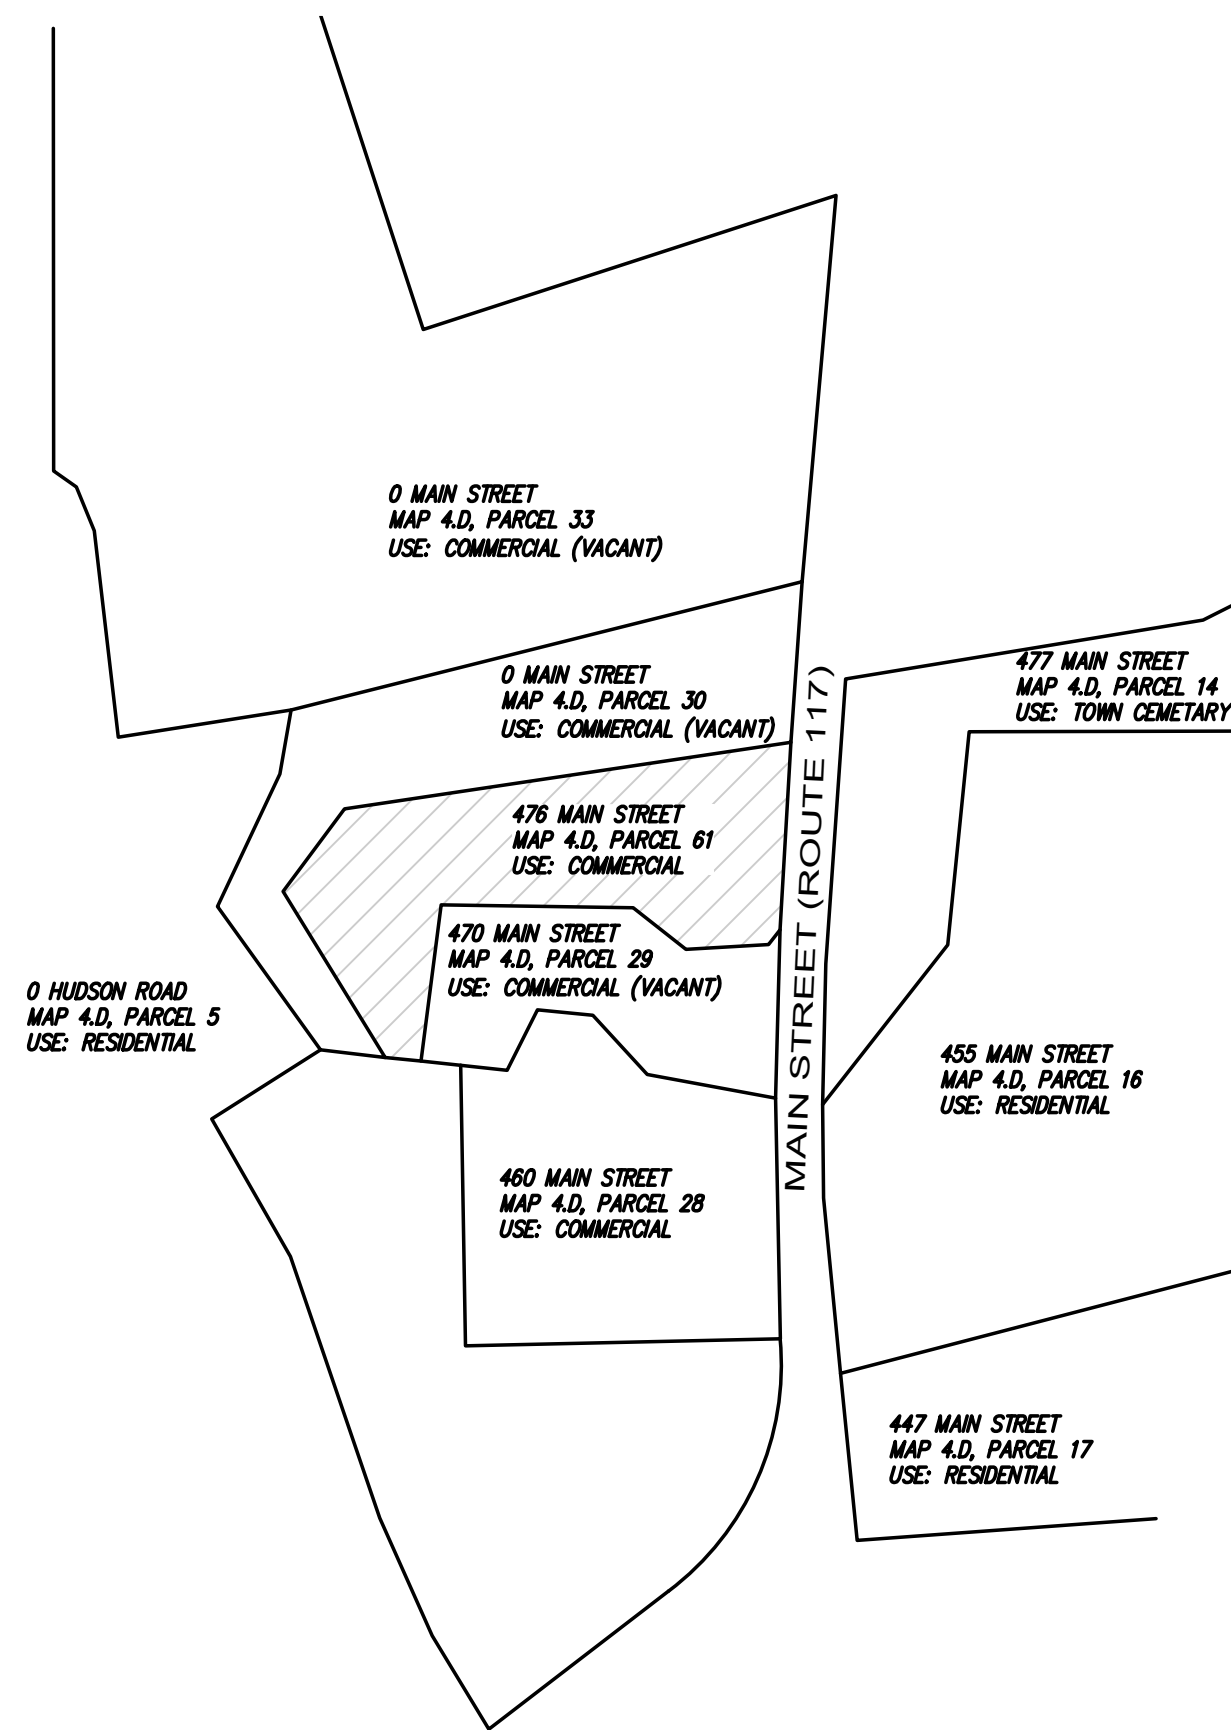 0 MAIN STREET
MAP 4.D, PARCEL 33
USE: COMMERCIAL (VACANT)
0 MAIN STREET
MAP 4.D, PARCEL 30
USE: COMMERCIAL (VACANT)
477 MAIN STREET
MAP 4.D, PARCEL 14
USE: TOWN CEMETARY
476 MAIN STREET
MAP 4.D, PARCEL 61
USE: COMMERCIAL
MAIN STREET (ROUTE 117)
470 MAIN STREET
MAP 4.D, PARCEL 29
USE: COMMERCIAL (VACANT)
0 HUDSON ROAD
MAP 4.D, PARCEL 5
USE: RESIDENTIAL
455 MAIN STREET
MAP 4.D, PARCEL 16
USE: RESIDENTIAL
460 MAIN STREET
MAP 4.D, PARCEL 28
USE: COMMERCIAL
447 MAIN STREET
MAP 4.D, PARCEL 17
USE: RESIDENTIAL